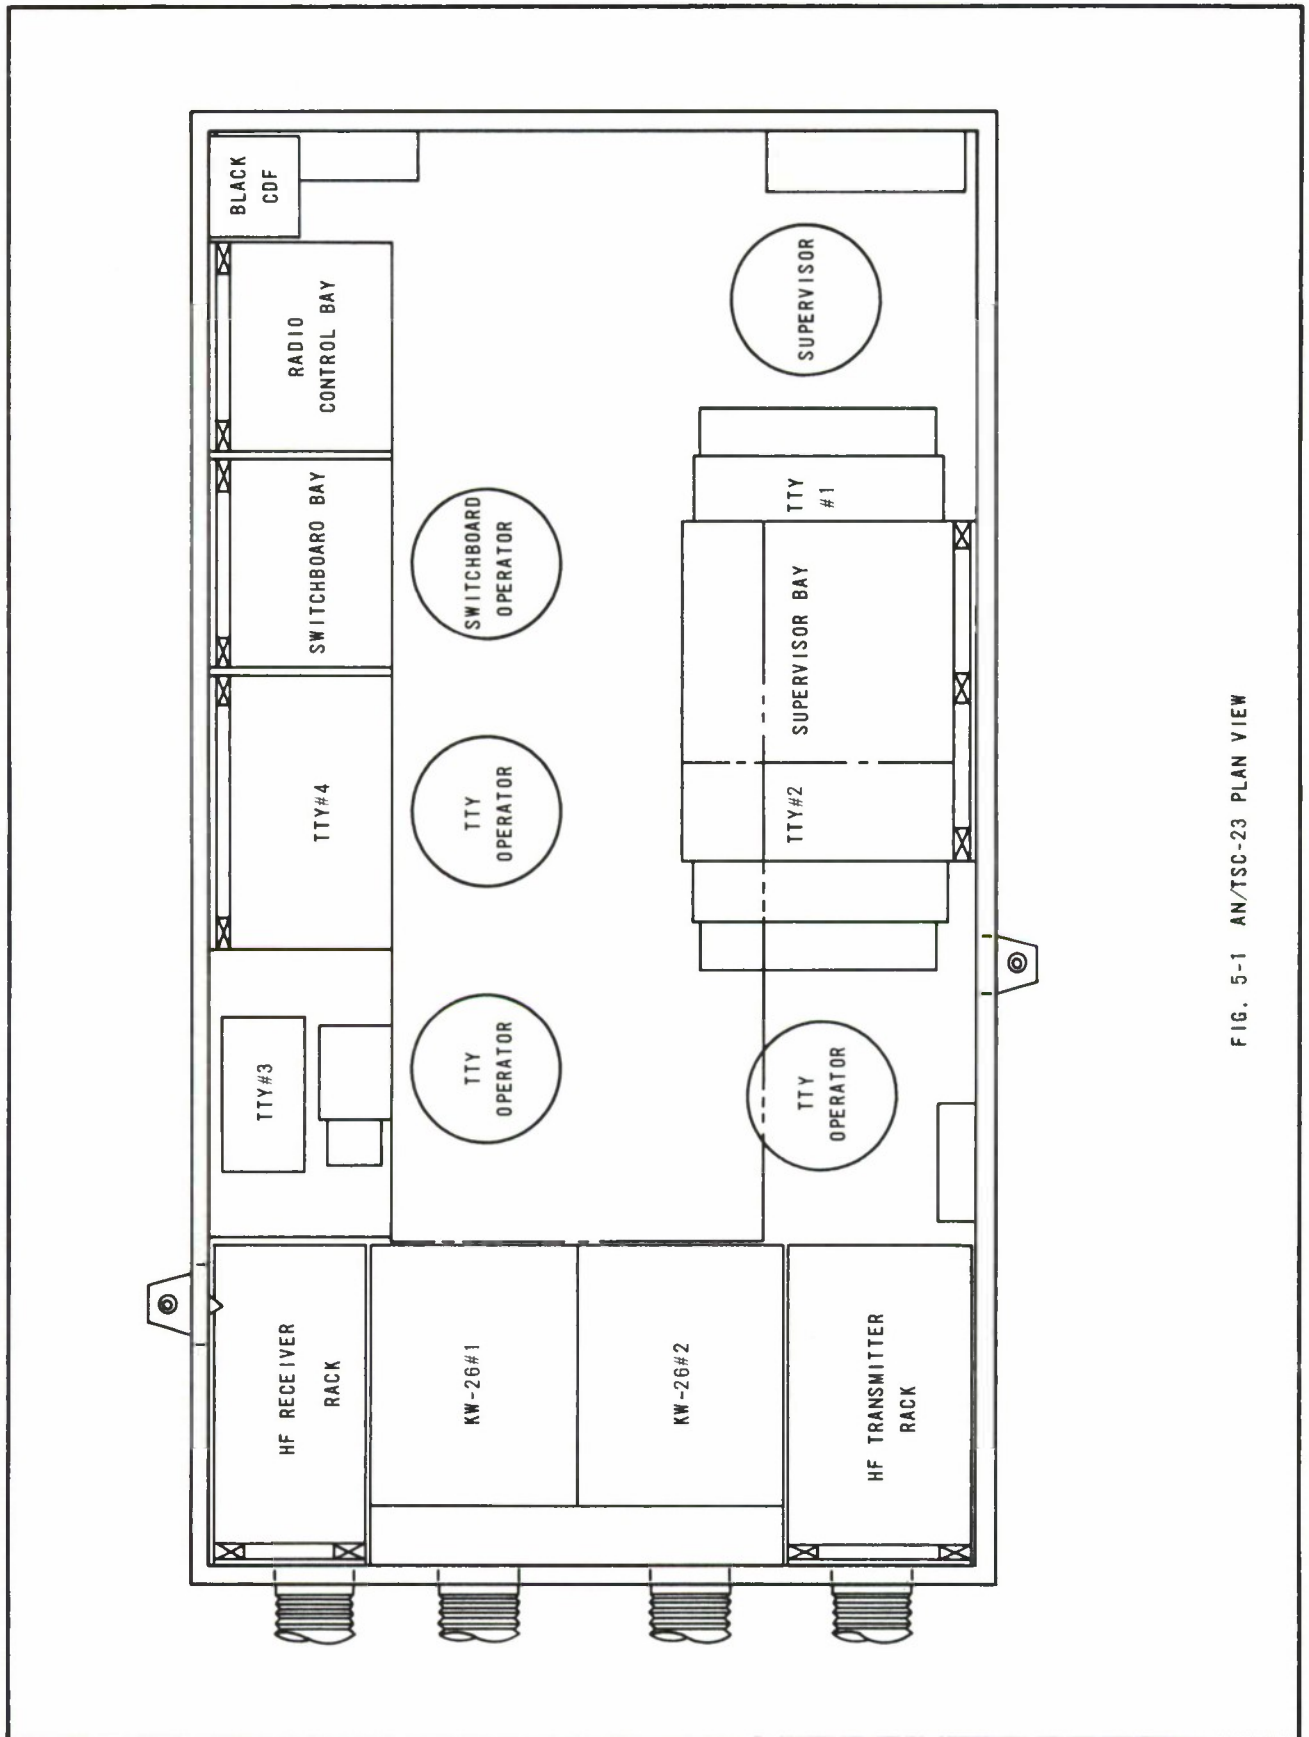 BLACK
CDF
RADIO
CONTROL BAY
SWITCHBOARO BAY
TTY#4
TTY#3
HF RECEIVER
RACK
KW-26#1
KW-26#2
HF TRANSMITTER
RACK
SWITCHBOARD
OPERATOR
TTY
OPERATOR
TTY
OPERATOR
TTY
OPERATOR
SUPERVISOR
TTY
#1
SUPERVISOR BAY
TTY#2
FIG. 5-1 AN/TSC-23 PLAN VIEW